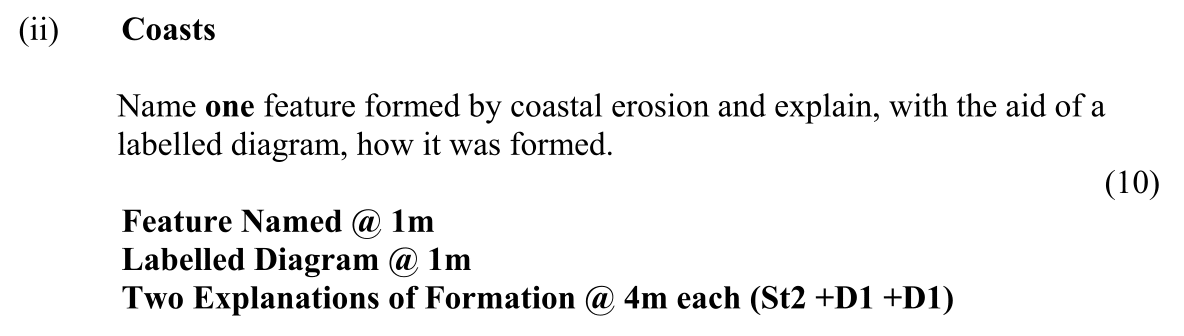 (ii) Coasts
Name one feature formed by coastal erosion and explain, with the aid of a
labelled diagram, how it was formed.
(10)
Feature Named @ 1m
Labelled Diagram @ 1m
Two Explanations of Formation @ 4m each (St2 +D1 +D1)